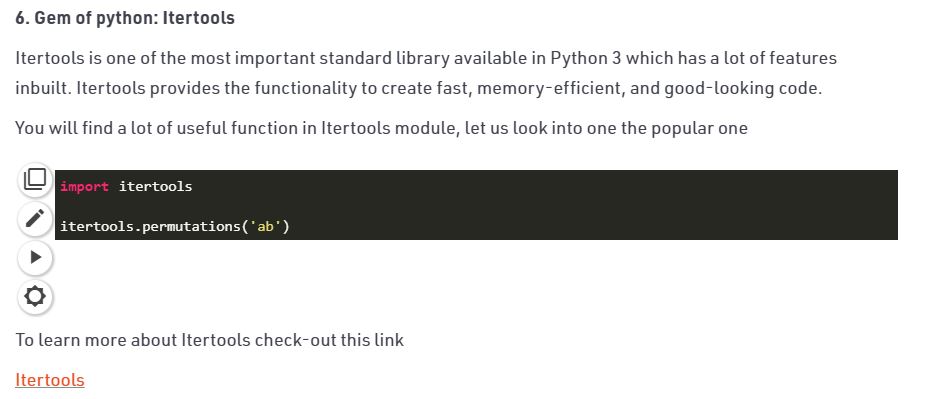 6. Gem of python: Itertools
Itertools is one of the most important standard library available in Python 3 which has a lot of features
inbuilt. Itertools provides the functionality to create fast, memory-efficient, and good-looking code.
You will find a lot of useful function in Itertools module, let us look into one the popular one
import itertools
itertools.permutations('ab')
To learn more about Itertools check-out this link
Itertools